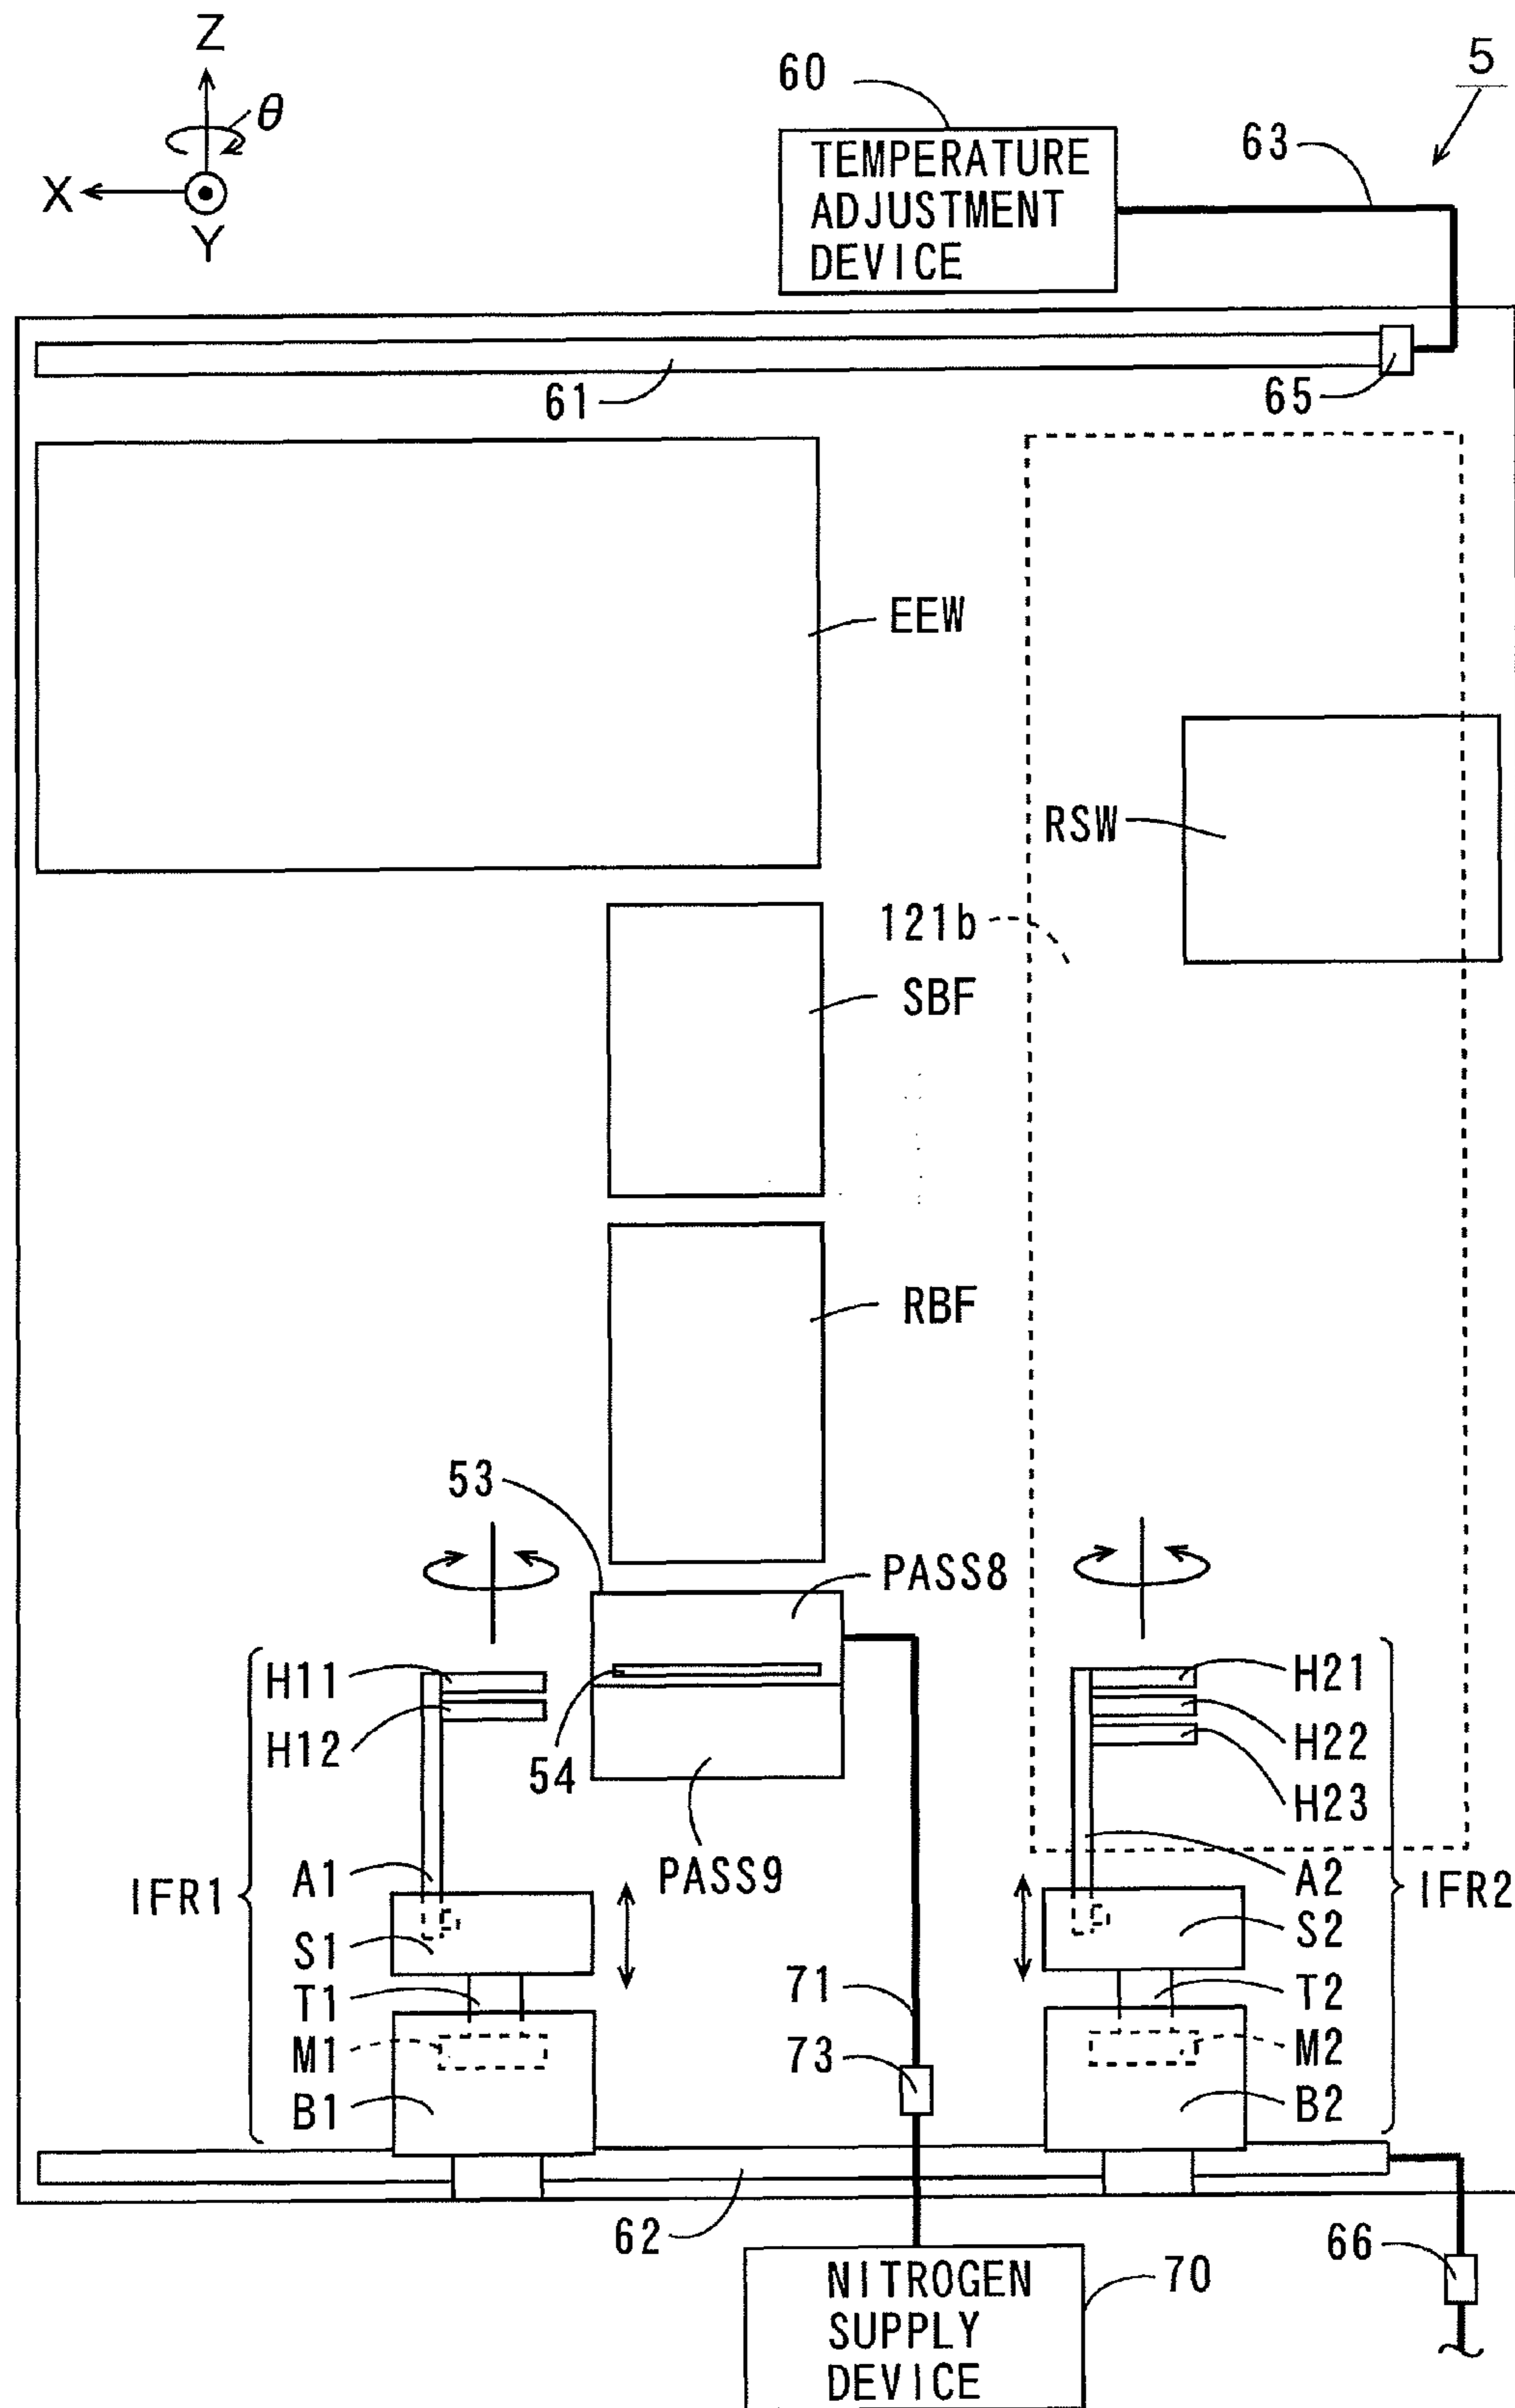 Z
5
60
θ
63
TEMPERATURE
ADJUSTMENT
DEVICE
X
Y
61
65
EEW
RSW
121b
SBF
RBF
53
PASS8
H11
H21
H12
H22
54
H23
PASS9
A1
A2
IFR1
IFR2
S1
S2
71
T1
T2
M1
73
M2
B1
B2
62
66
NITROGEN
SUPPLY
DEVICE
70